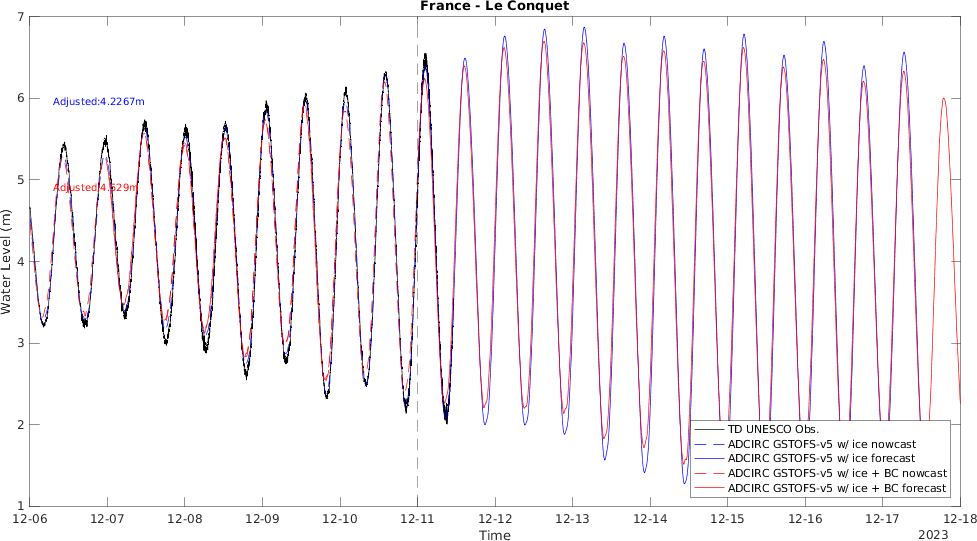 France - Le Conquet
7
6
5
4
3
2
1
Water Level (m)
Adjusted:4.2267m
Adjusted:4.529m
TD UNESCO Obs.
ADCIRC GSTOFS-v5 w/ ice nowcast
ADCIRC GSTOFS-v5 w/ ice forecast
ADCIRC GSTOFS-v5 w/ ice + BC nowcast
ADCIRC GSTOFS-v5 w/ ice + BC forecast
12-06 12-07 12-08 12-09 12-10 12-11 12-12 12-13 12-14 12-15 12-16 12-17 12-18
Time
2023